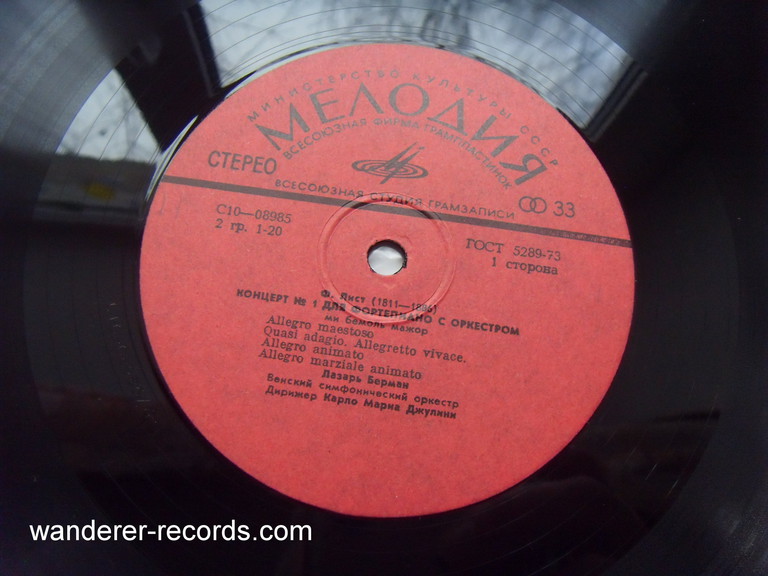 МИНИСТЕРСТВО КУЛЬТУРЫ СССР
МЕЛОДИЯ
ВСЕСОЮЗНАЯ ФИРМА ГРАМПЛАСТИНОК
СТЕРЕО
33
ВСЕСОЮЗНАЯ СТУДИЯ ГРАМЗАПИСИ
С10—08985
2 гр. 1-20
ГОСТ 5289-73
1 сторона
Ф. Лист (1811—1886)
КОНЦЕРТ № 1 ДЛЯ ФОРТЕПИАНО С ОРКЕСТРОМ
ми бемоль мажор
Allegro maestoso
Quasi adagio. Allegretto vivace.
Allegro animato
Allegro marziale animato
Лазарь Берман
Венский симфонический оркестр
Дирижер Карло Мариа Джулини
wanderer-records.com